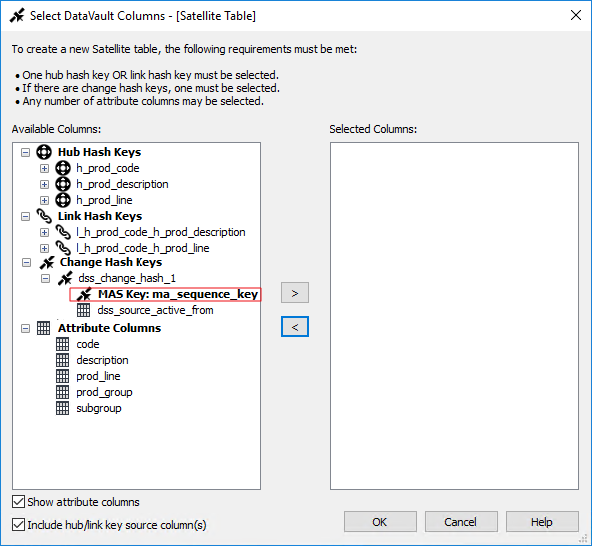 Select DataVault Columns - [Satellite Table]
To create a new Satellite table, the following requirements must be met:
• One hub hash key OR link hash key must be selected.
• If there are change hash keys, one must be selected.
• Any number of attribute columns may be selected.
Available Columns:
Hub Hash Keys
h_prod_code
h_prod_description
h_prod_line
Link Hash Keys
l_h_prod_code_h_prod_description
l_h_prod_code_h_prod_line
Change Hash Keys
dss_change_hash_1
MAS Key: ma_sequence_key
dss_source_active_from
Attribute Columns
code
description
prod_line
prod_group
subgroup
>
<
Selected Columns:
Show attribute columns
Include hub/link key source column(s)
OK Cancel Help